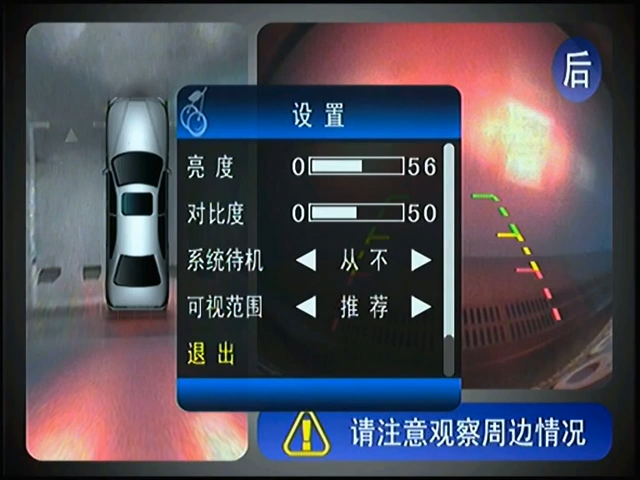 后
设置
亮度 0 56
对比度 0 50
系统待机 ◀ 从不 ▶
可视范围 ◀ 推荐 ▶
退出
请注意观察周边情况